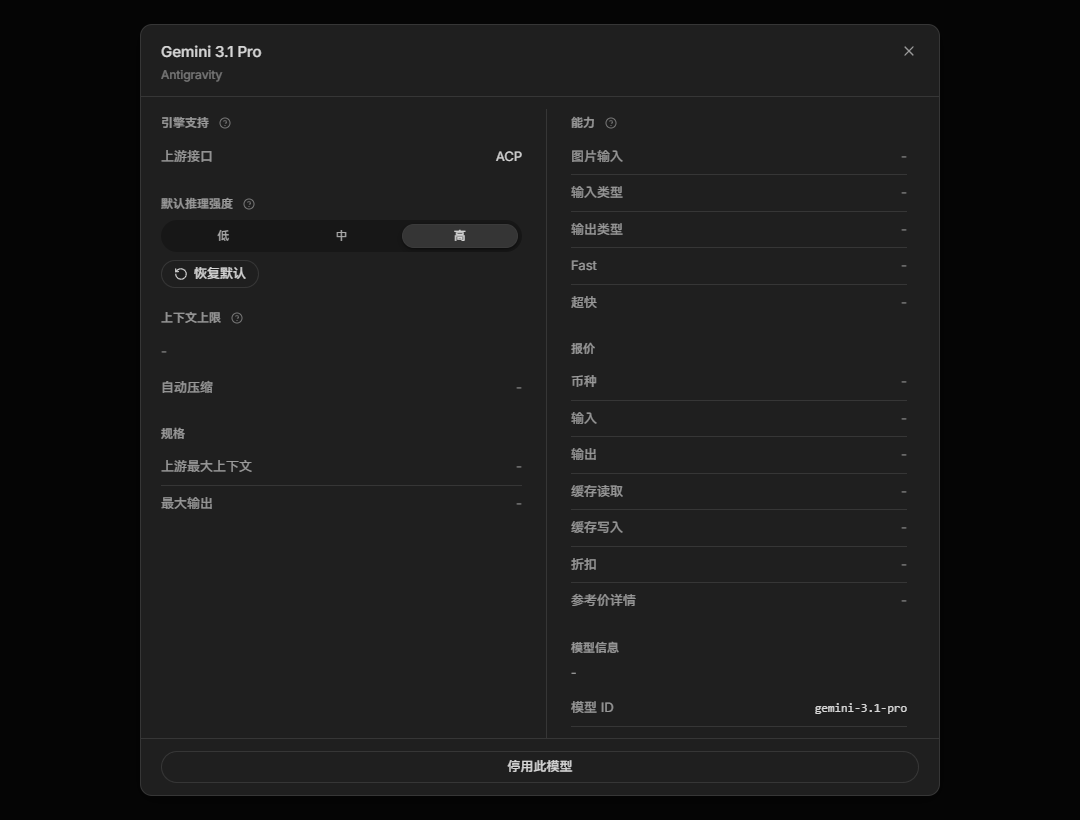 Gemini 3.1 Pro
Antigravity
引擎支持
上游接口 ACP
默认推理强度
低 中 高
恢复默认
上下文上限
-
自动压缩 -
规格
上游最大上下文 -
最大输出 -
能力
图片输入 -
输入类型 -
输出类型 -
Fast -
超快 -
报价
币种 -
输入 -
输出 -
缓存读取 -
缓存写入 -
折扣 -
参考价详情 -
模型信息
-
模型 ID gemini-3.1-pro
停用此模型